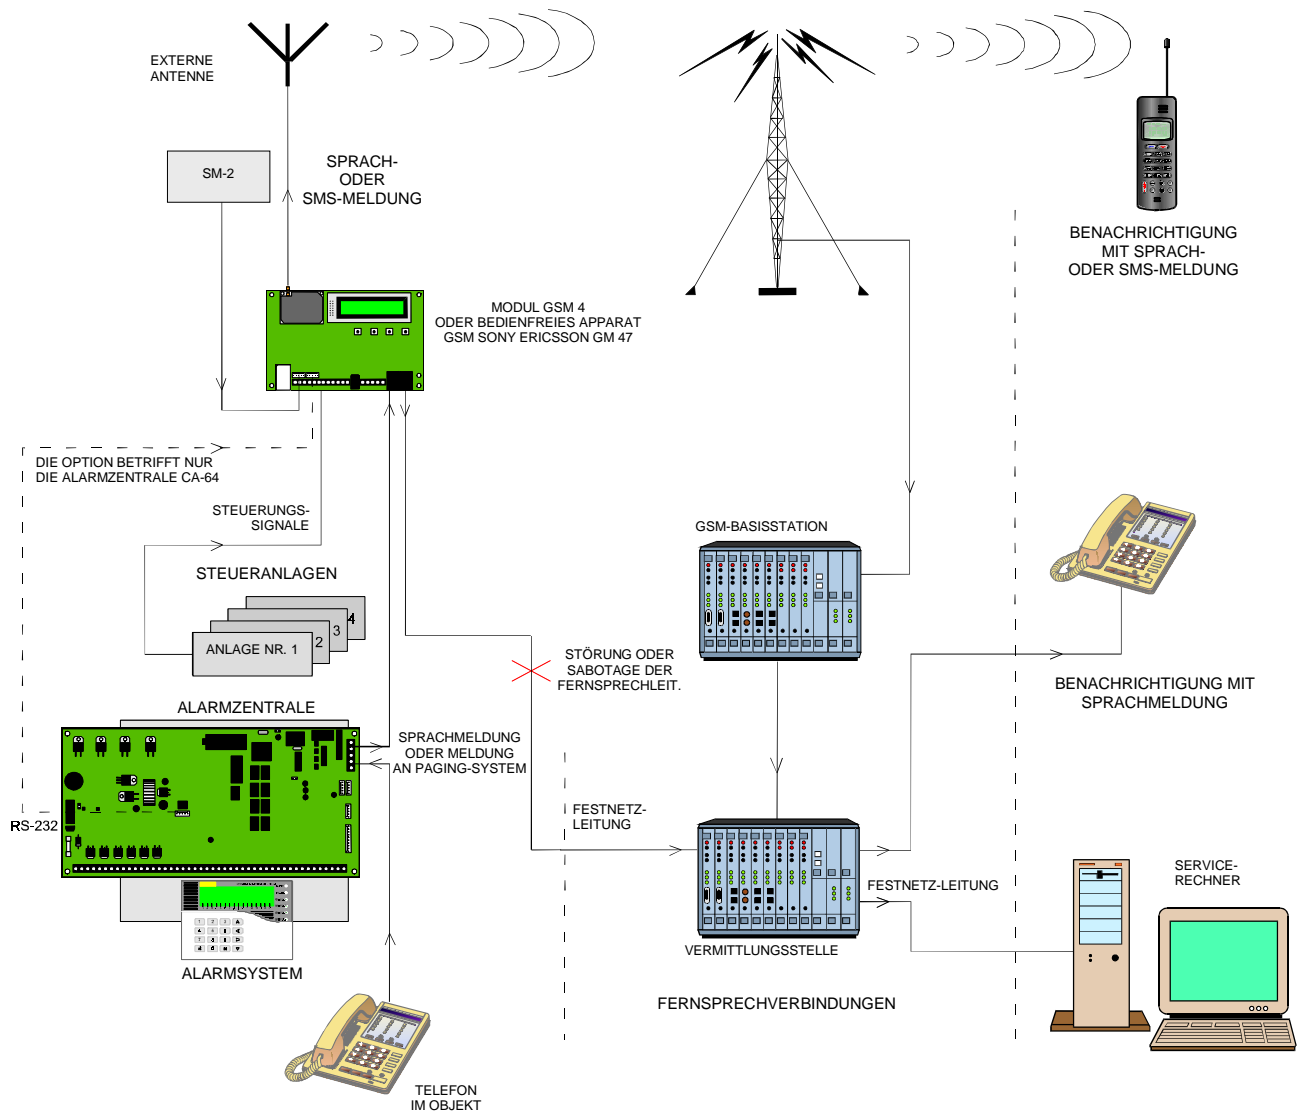 EXTERNE
ANTENNE
SM-2
SPRACH-
ODER
SMS-MELDUNG
BENACHRICHTIGUNG
MIT SPRACH-
ODER SMS-MELDUNG
MODUL GSM 4
ODER BEDIENFREIES APPARAT
GSM SONY ERICSSON GM 47
DIE OPTION BETRIFFT NUR
DIE ALARMZENTRALE CA-64
STEUERUNGS-
SIGNALE
STEUERANLAGEN
4
3
2
ANLAGE NR. 1
GSM-BASISSTATION
STÖRUNG ODER
SABOTAGE DER
FERNSPRECHLEIT.
BENACHRICHTIGUNG MIT
SPRACHMELDUNG
ALARMZENTRALE
SPRACHMELDUNG
ODER MELDUNG
AN PAGING-SYSTEM
RS-232
FESTNETZ-
LEITUNG
FESTNETZ-LEITUNG
SERVICE-
RECHNER
VERMITTLUNGSSTELLE
ALARMSYSTEM
FERNSPRECHVERBINDUNGEN
TELEFON
IM OBJEKT